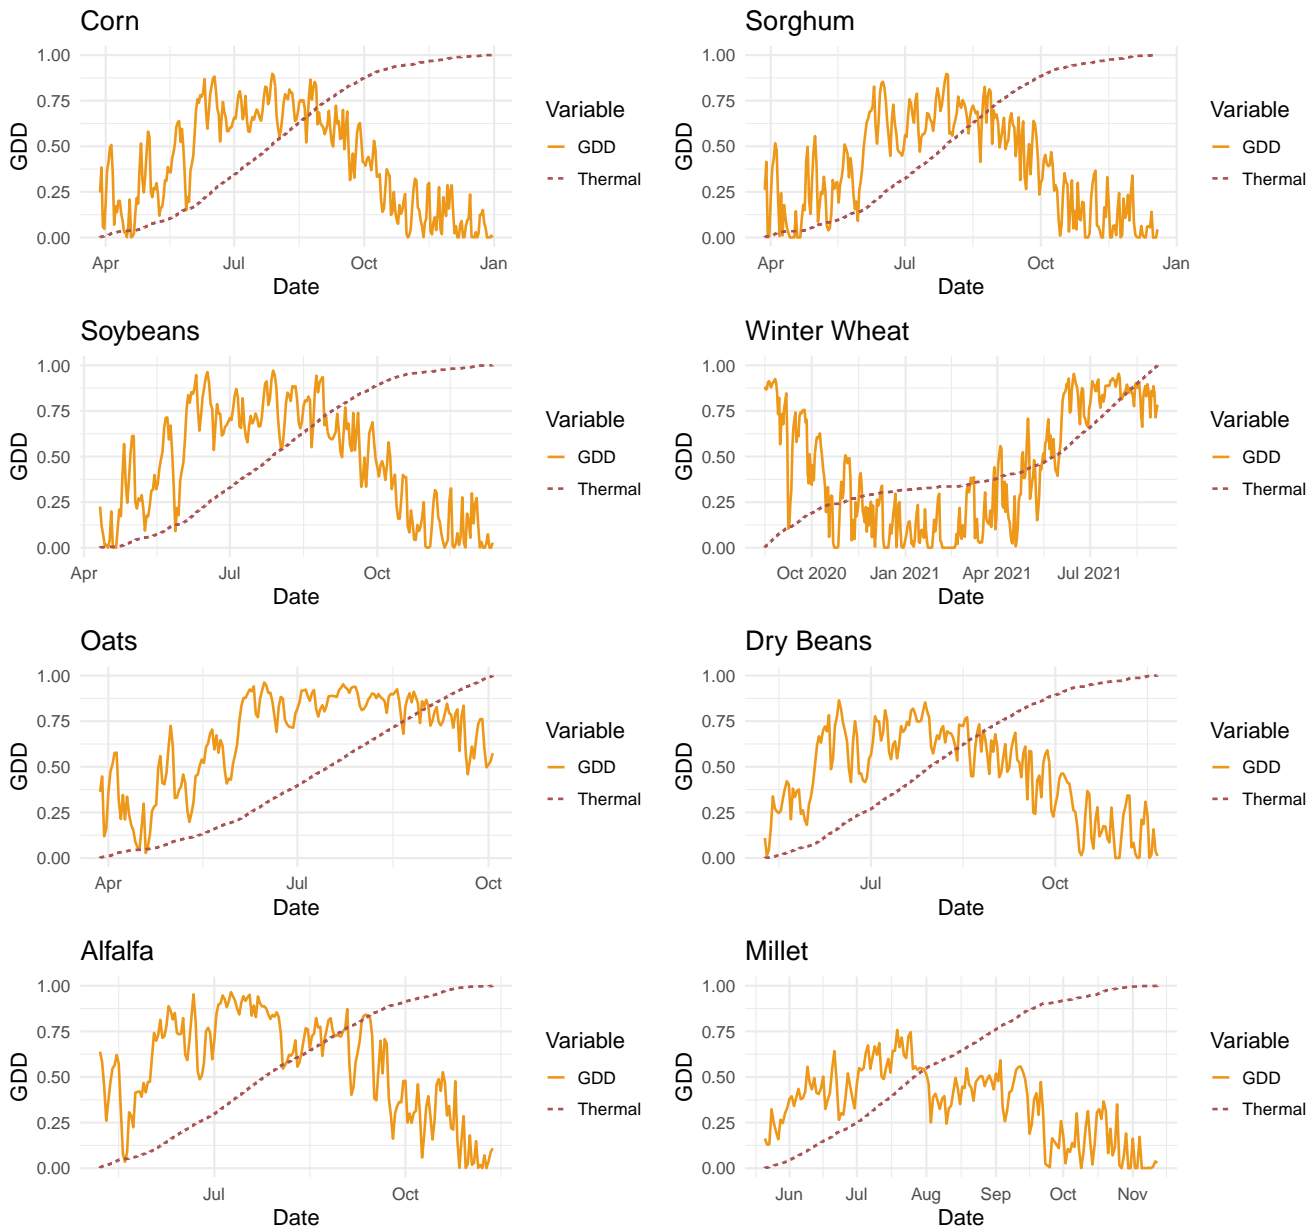 Corn
1.00
0.75
0.50
0.25
0.00
GDD
Apr Jul Oct Jan
Date
Variable
GDD
Thermal
Sorghum
1.00
0.75
0.50
0.25
0.00
GDD
Apr Jul Oct Jan
Date
Variable
GDD
Thermal
Soybeans
1.00
0.75
0.50
0.25
0.00
GDD
Apr Jul Oct
Date
Variable
GDD
Thermal
Winter Wheat
1.00
0.75
0.50
0.25
0.00
GDD
Oct 2020 Jan 2021 Apr 2021 Jul 2021
Date
Variable
GDD
Thermal
Oats
1.00
0.75
0.50
0.25
0.00
GDD
Apr Jul Oct
Date
Variable
GDD
Thermal
Dry Beans
1.00
0.75
0.50
0.25
0.00
GDD
Jul Oct
Date
Variable
GDD
Thermal
Alfalfa
1.00
0.75
0.50
0.25
0.00
GDD
Jul Oct
Date
Variable
GDD
Thermal
Millet
1.00
0.75
0.50
0.25
0.00
GDD
Jun Jul Aug Sep Oct Nov
Date
Variable
GDD
Thermal